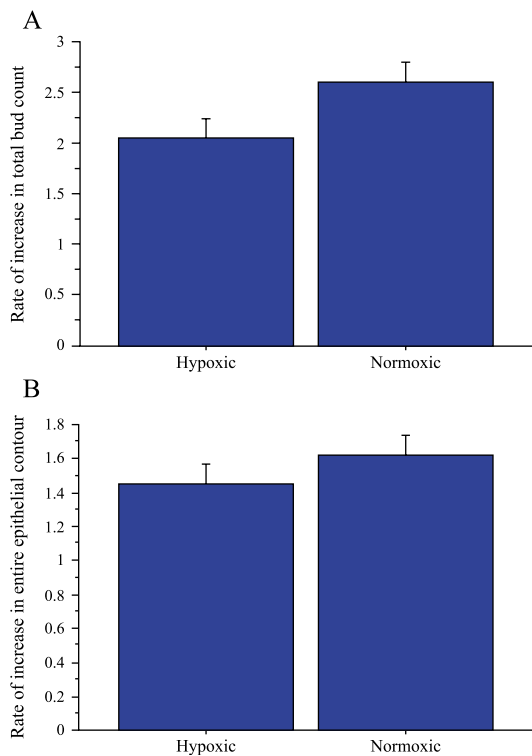 A
Rate of increase in total bud count
3
2.5
2
1.5
1
0.5
0
Hypoxic
Normoxic
B
Rate of increase in entire epithelial contour
1.8
1.6
1.4
1.2
1
0.8
0.6
0.4
0.2
0
Hypoxic
Normoxic